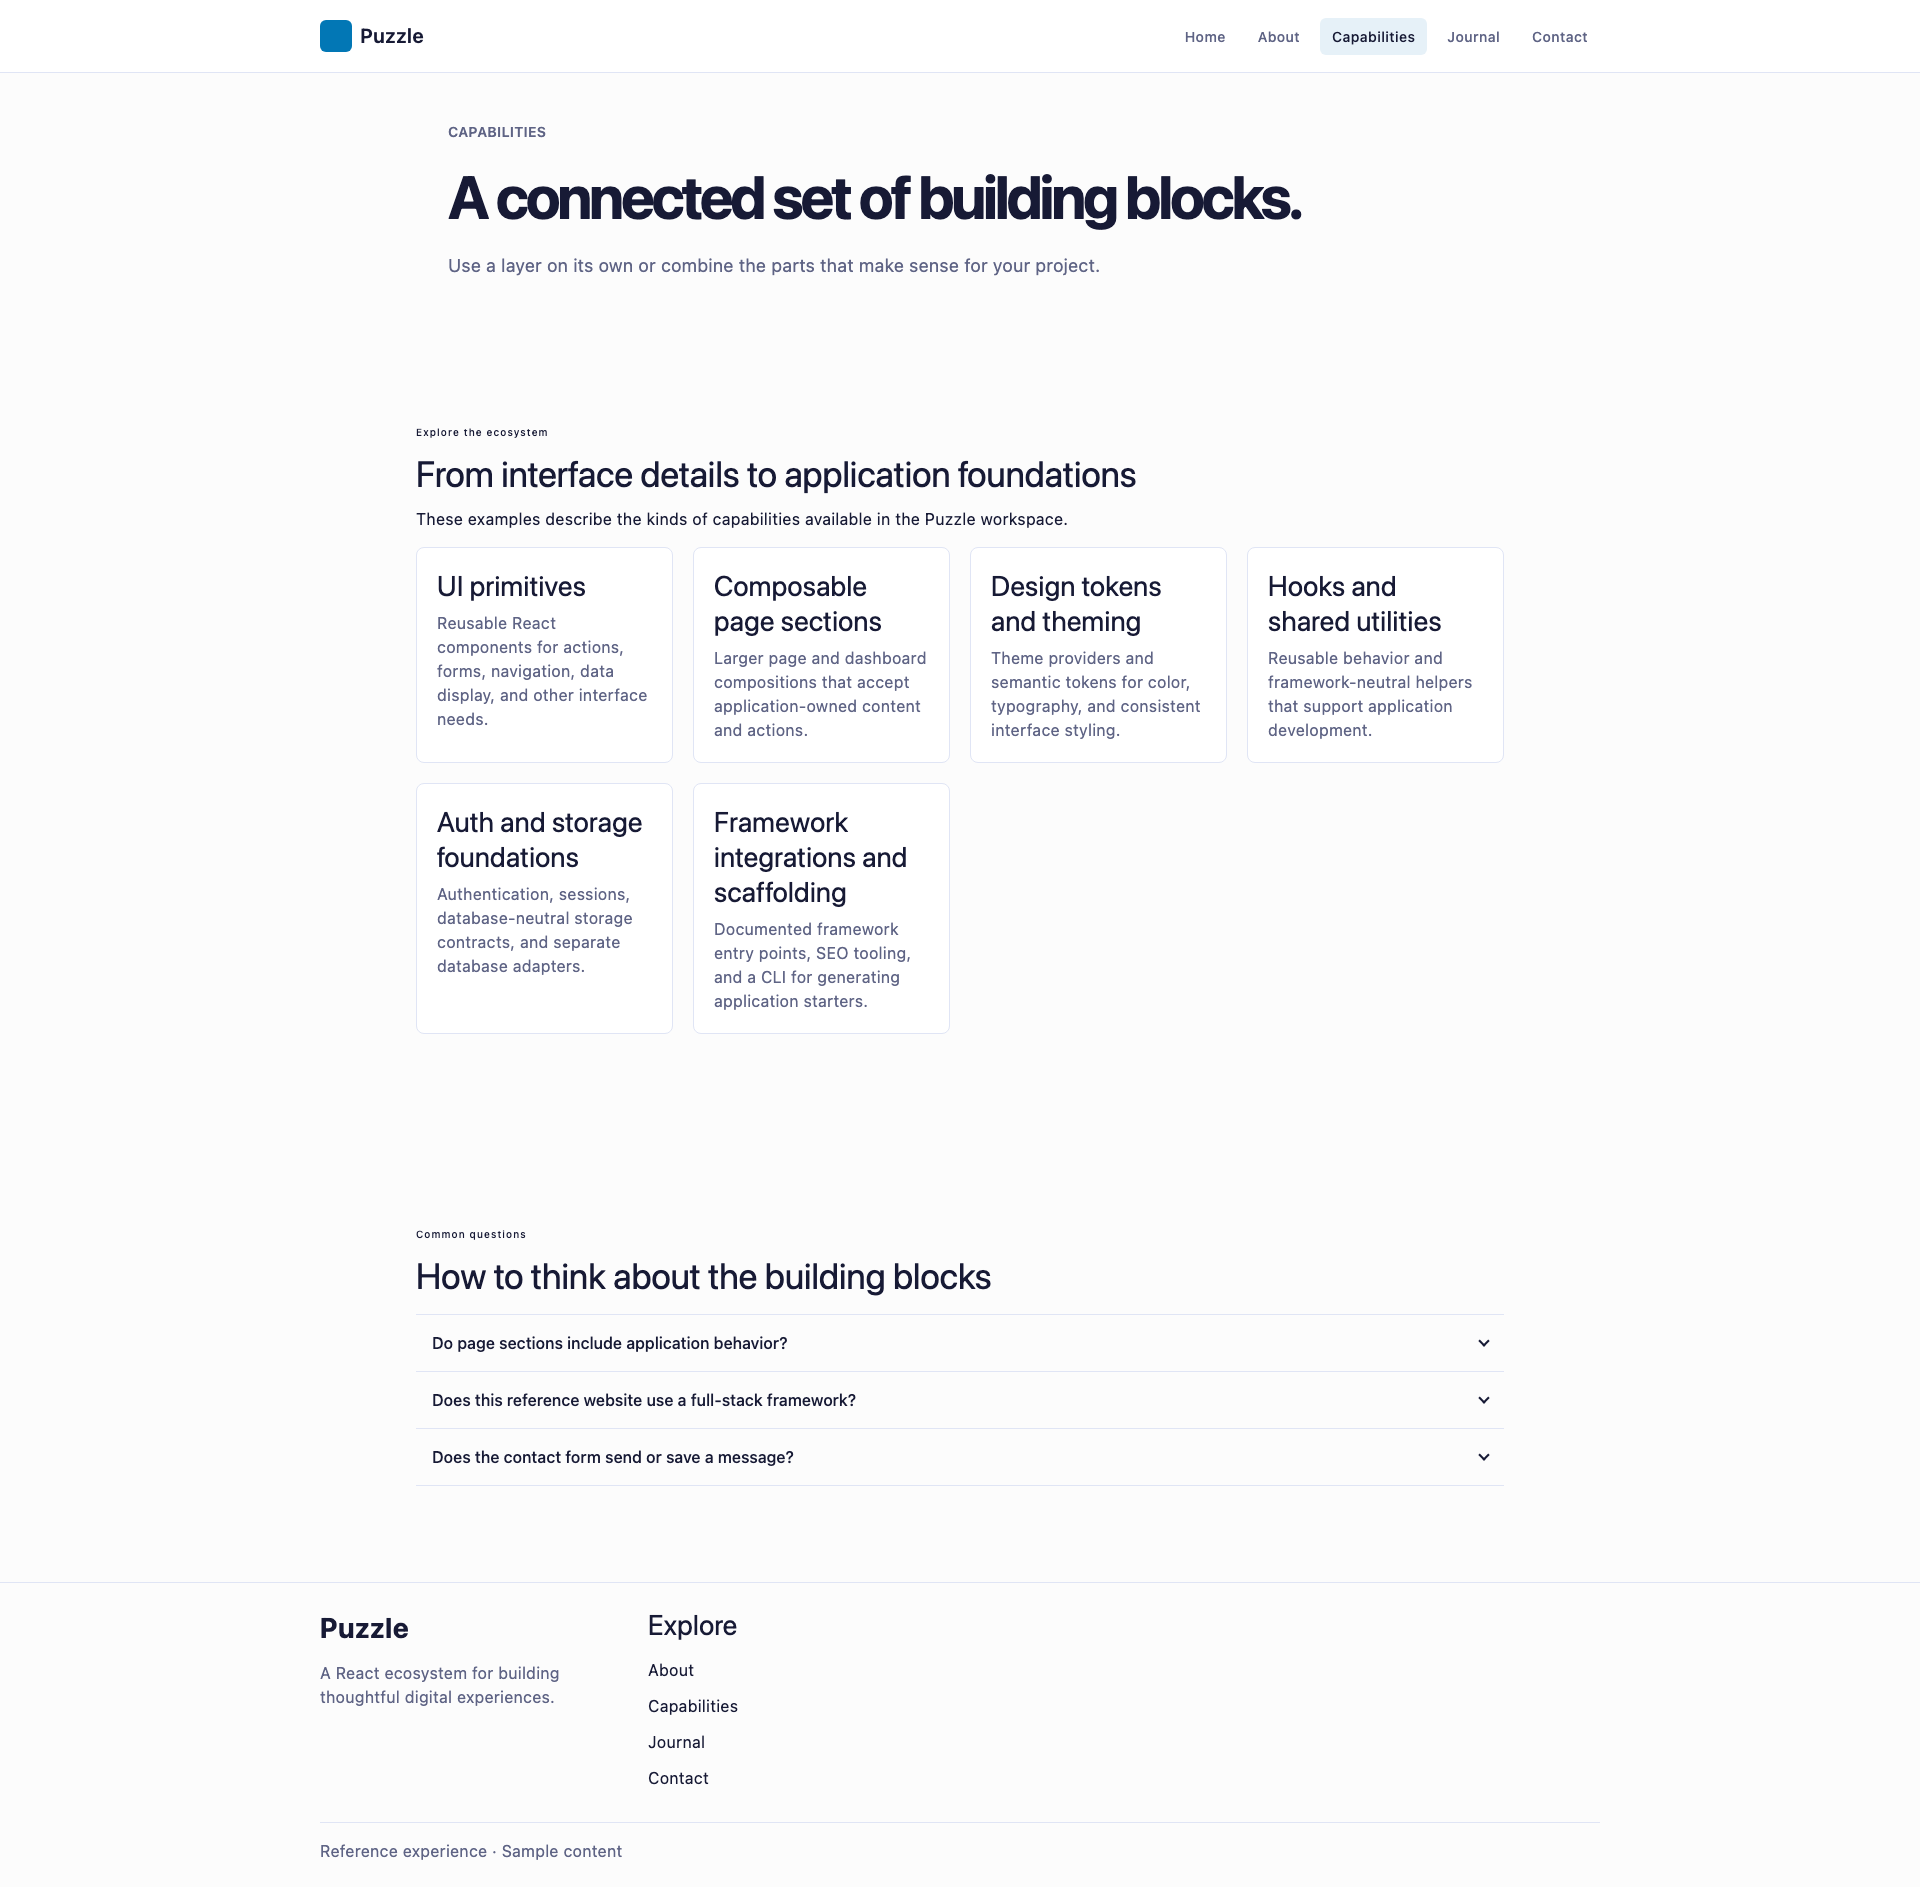 Puzzle
Home
About
Capabilities
Journal
Contact
CAPABILITIES
A connected set of building blocks.
Use a layer on its own or combine the parts that make sense for your project.
Explore the ecosystem
From interface details to application foundations
These examples describe the kinds of capabilities available in the Puzzle workspace.
UI primitives
Reusable React
components for actions,
forms, navigation, data
display, and other interface
needs.
Composable
page sections
Larger page and dashboard
compositions that accept
application-owned content
and actions.
Design tokens
and theming
Theme providers and
semantic tokens for color,
typography, and consistent
interface styling.
Hooks and
shared utilities
Reusable behavior and
framework-neutral helpers
that support application
development.
Auth and storage
foundations
Authentication, sessions,
database-neutral storage
contracts, and separate
database adapters.
Framework
integrations and
scaffolding
Documented framework
entry points, SEO tooling,
and a CLI for generating
application starters.
Common questions
How to think about the building blocks
Do page sections include application behavior?
Does this reference website use a full-stack framework?
Does the contact form send or save a message?
Puzzle
A React ecosystem for building
thoughtful digital experiences.
Explore
About
Capabilities
Journal
Contact
Reference experience · Sample content